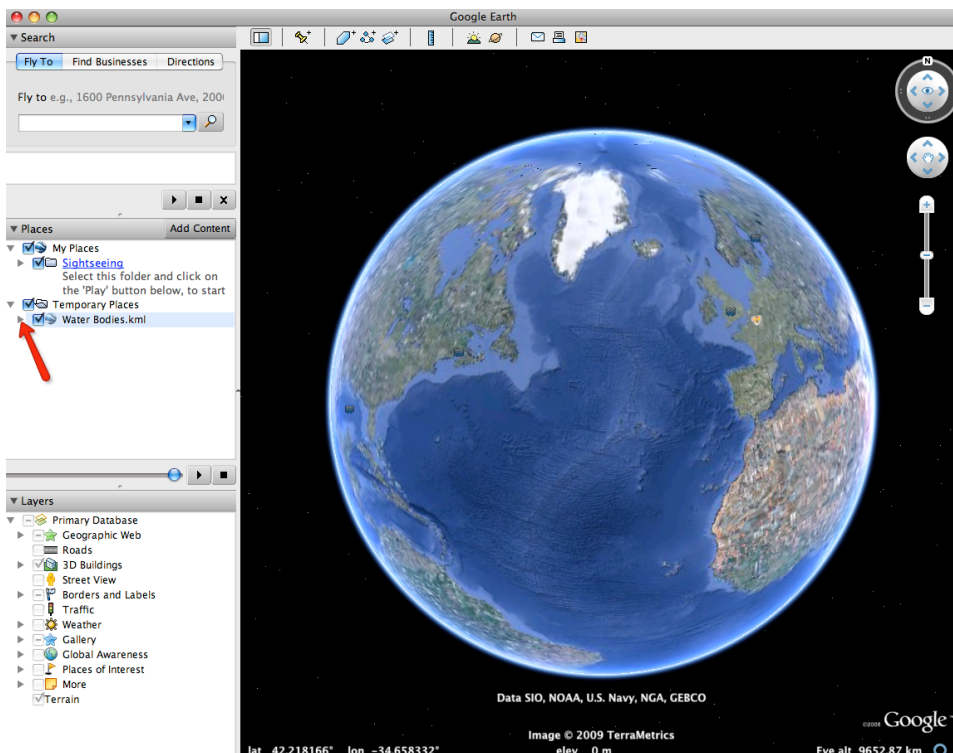 Google Earth
Search
Fly To Find Businesses Directions
Fly to e.g., 1600 Pennsylvania Ave, 200
Places Add Content
My Places
Sightseeing
Select this folder and click on
the 'Play' button below, to start
Temporary Places
Water Bodies.kml
Layers
Primary Database
Geographic Web
Roads
3D Buildings
Street View
Borders and Labels
Traffic
Weather
Gallery
Global Awareness
Places of Interest
More
Terrain
N
Data SIO, NOAA, U.S. Navy, NGA, GEBCO
©2008 Google
Image © 2009 TerraMetrics
lat 42.218166° lon -34.658332° elev 0 m Eye alt 9652.87 km